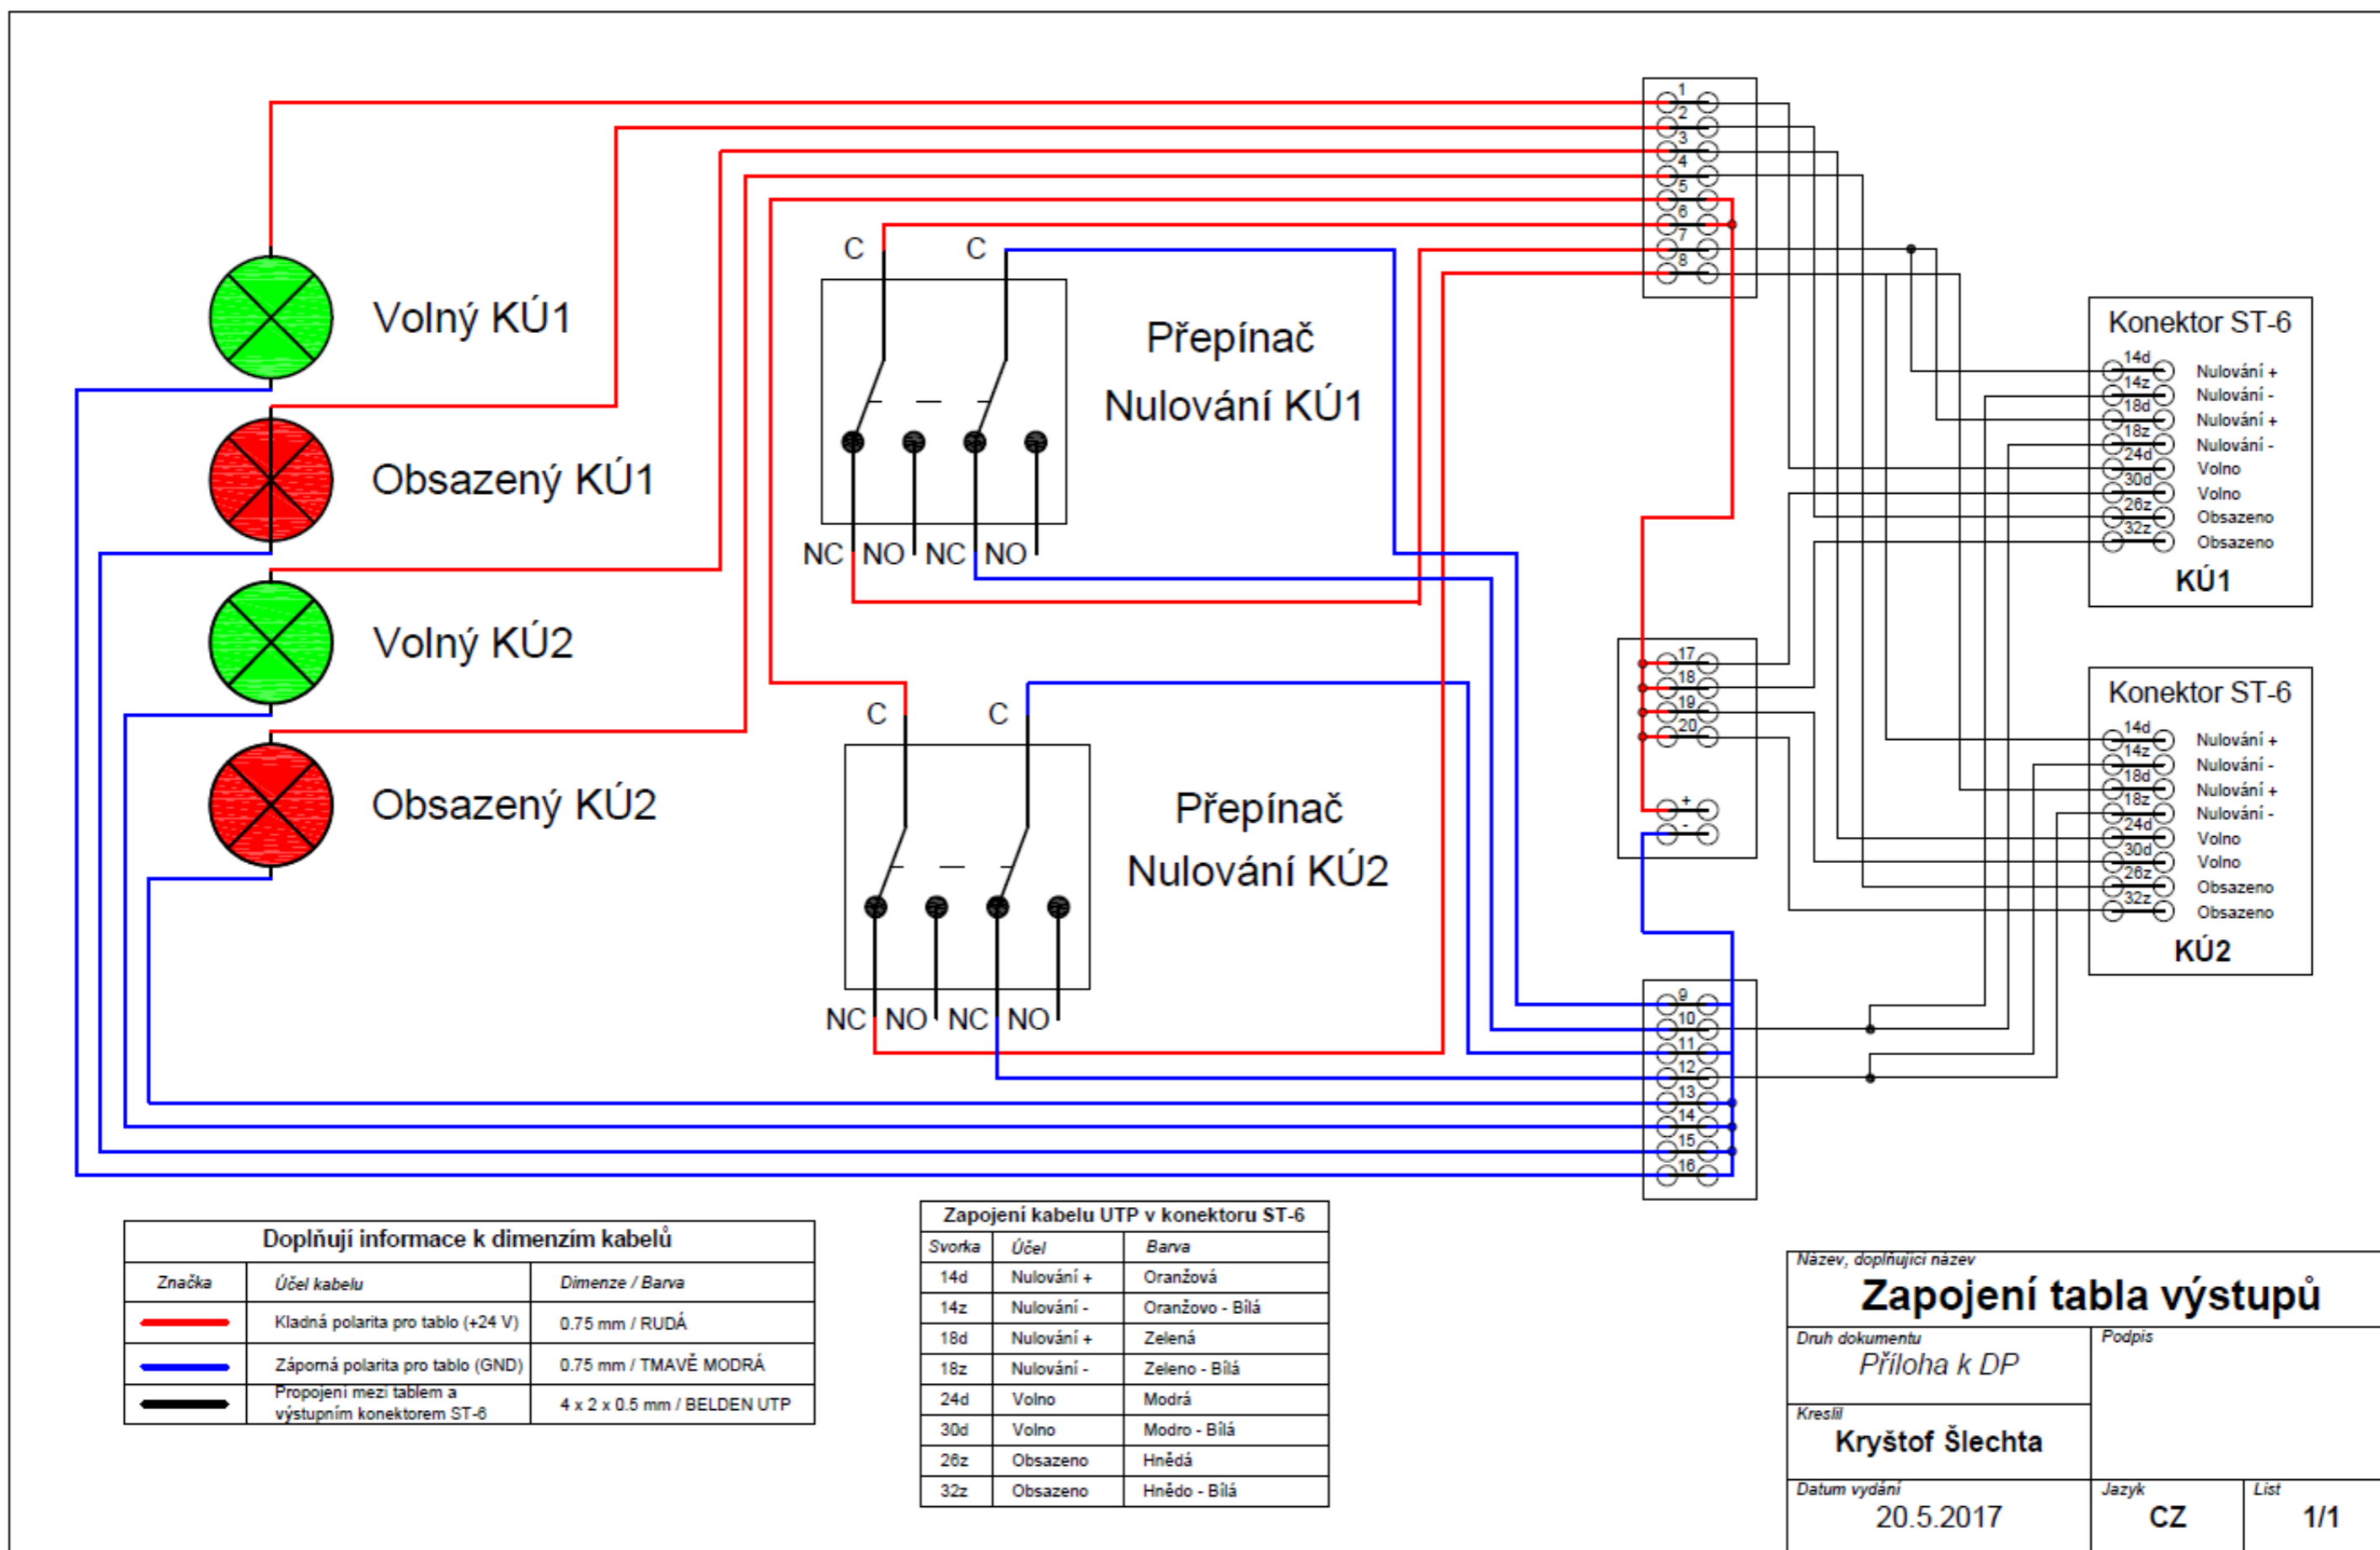 1
2
3
4
5
6
7
8
C C
Volný KÚ1
Přepínač
Nulování KÚ1
Obsazený KÚ1
NC NO NC NO
Volný KÚ2
C C
Obsazený KÚ2
Přepínač
Nulování KÚ2
NC NO NC NO
17
18
19
20
+
-
9
10
11
12
13
14
15
16
Konektor ST-6
14d Nulování +
14z Nulování -
18d Nulování +
18z Nulování -
24d Volno
30d Volno
26z Obsazeno
32z Obsazeno
KÚ1
Konektor ST-6
14d Nulování +
14z Nulování -
18d Nulování +
18z Nulování -
24d Volno
30d Volno
26z Obsazeno
32z Obsazeno
KÚ2
Doplňují informace k dimenzím kabelů
Značka Účel kabelu Dimenze / Barva
Kladná polarita pro tablo (+24 V) 0.75 mm / RUDÁ
Záporná polarita pro tablo (GND) 0.75 mm / TMAVĚ MODRÁ
Propojení mezi tablem a
výstupním konektorem ST-6 4 x 2 x 0.5 mm / BELDEN UTP
Zapojení kabelu UTP v konektoru ST-6
Svorka Účel Barva
14d Nulování + Oranžová
14z Nulování - Oranžovo - Bílá
18d Nulování + Zelená
18z Nulování - Zeleno - Bílá
24d Volno Modrá
30d Volno Modro - Bílá
26z Obsazeno Hnědá
32z Obsazeno Hnědo - Bílá
Název, doplňující název
Zapojení tabla výstupů
Druh dokumentu Podpis
Příloha k DP
Kreslil
Kryštof Šlechta
Datum vydání Jazyk List
20.5.2017 CZ 1/1